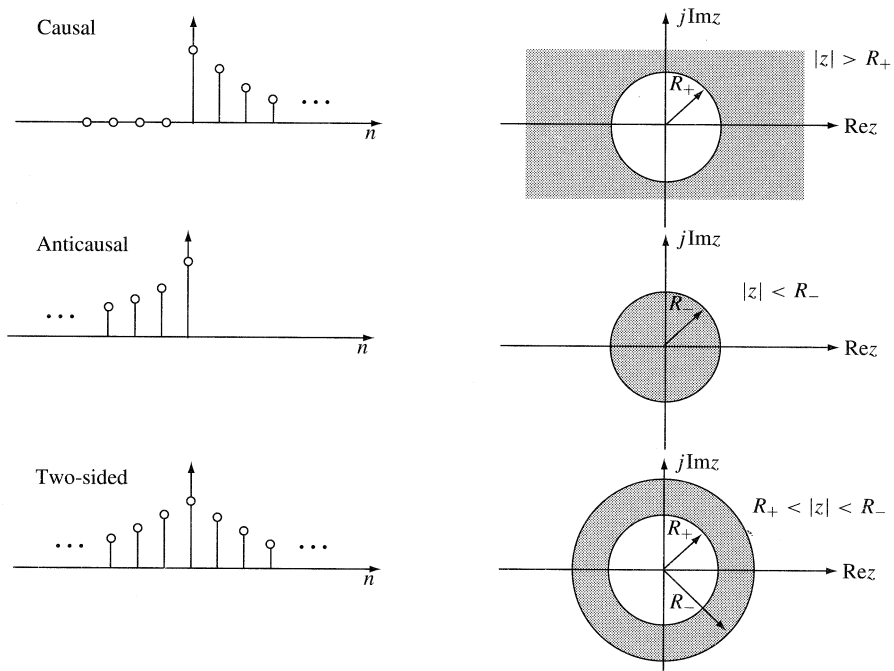 Causal
n
jImz
|z| > R₊
R₊
Rez
Anticausal
n
jImz
|z| < R₋
R₋
Rez
Two-sided
n
jImz
R₊ < |z| < R₋
R₊
Rez
R₋